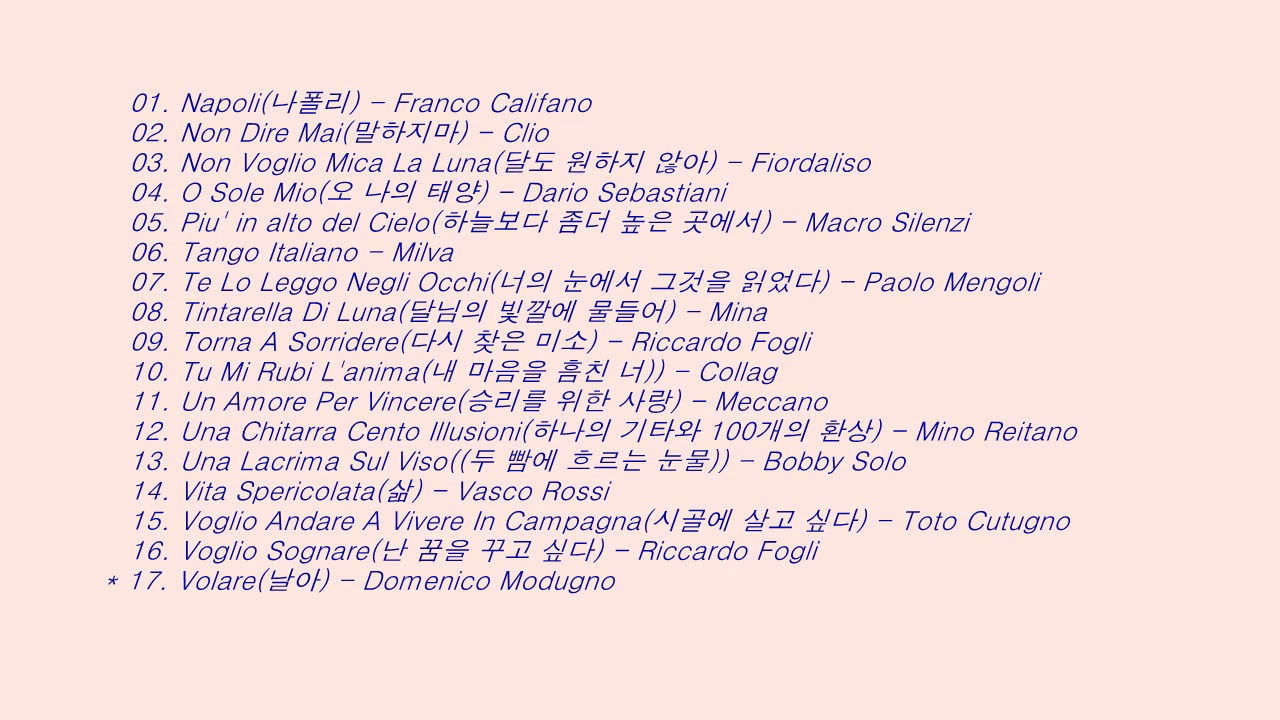 01. Napoli(나폴리) - Franco Califano
02. Non Dire Mai(말하지마) - Clio
03. Non Voglio Mica La Luna(달도 원하지 않아) - Fiordaliso
04. O Sole Mio(오 나의 태양) - Dario Sebastiani
05. Piu' in alto del Cielo(하늘보다 좀더 높은 곳에서) - Macro Silenzi
06. Tango Italiano - Milva
07. Te Lo Leggo Negli Occhi(너의 눈에서 그것을 읽었다) - Paolo Mengoli
08. Tintarella Di Luna(달님의 빛깔에 물들어) - Mina
09. Torna A Sorridere(다시 찾은 미소) - Riccardo Fogli
10. Tu Mi Rubi L'anima(내 마음을 훔친 너)) - Collag
11. Un Amore Per Vincere(승리를 위한 사랑) - Meccano
12. Una Chitarra Cento Illusioni(하나의 기타와 100개의 환상) - Mino Reitano
13. Una Lacrima Sul Viso((두 빰에 흐르는 눈물)) - Bobby Solo
14. Vita Spericolata(삶) - Vasco Rossi
15. Voglio Andare A Vivere In Campagna(시골에 살고 싶다) - Toto Cutugno
16. Voglio Sognare(난 꿈을 꾸고 싶다) - Riccardo Fogli
* 17. Volare(날아) - Domenico Modugno